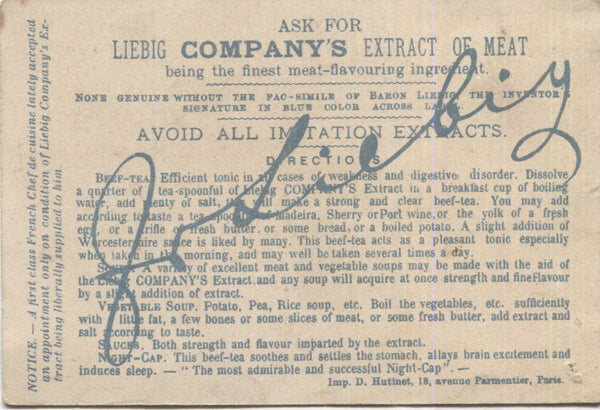 ASK FOR
LIEBIG COMPANY'S EXTRACT OF MEAT
being the finest meat-flavouring ingredient.
NONE GENUINE WITHOUT THE FAC-SIMILE OF BARON LIEBIG, THE INVENTOR'S
SIGNATURE IN BLUE COLOR ACROSS LABEL.
AVOID ALL IMITATION EXTRACTS.
DIRECTIONS
BEEF-TEA. Efficient tonic in all cases of weakness and digestive disorder. Dissolve
a quarter of a tea-spoonful of Liebig COMPANY'S Extract in a breakfast cup of boiling
water, add plenty of salt, will make a strong and clear beef-tea. You may add
according to taste a tea madeira, Sherry or Port wine, or the yolk of a fresh
egg, or a trifle of fresh butter, or some bread, or a boiled potato. A slight addition of
Worcestershire sauce is liked by many. This beef-tea acts as a pleasant tonic especially
when taken in the morning, and may well be taken several times a day.
A variety of excellent meat and vegetable soups may be made with the aid of
the Liebig COMPANY'S Extract and any soup will acquire at once strength and fine flavour
by a slight addition of extract.
VEGETABLE SOUP. Potato, Pea, Rice soup, etc. Boil the vegetables, etc. sufficiently
with a little fat, a few bones or some slices of meat, or some fresh butter, add extract and
salt according to taste.
SAUCES. Both strength and flavour imparted by the extract.
NIGHT-CAP. This beef-tea soothes and settles the stomach, allays brain excitement and
induces sleep. — "The most admirable and successful Night-Cap". —
Imp. D. Hutinet, 18, avenue Parmentier, Paris.
NOTICE. — A first class French Chef de cuisine lately accepted
an appointment only on condition of Liebig Company's Ex-
tract being liberally supplied to him.
J v Liebig